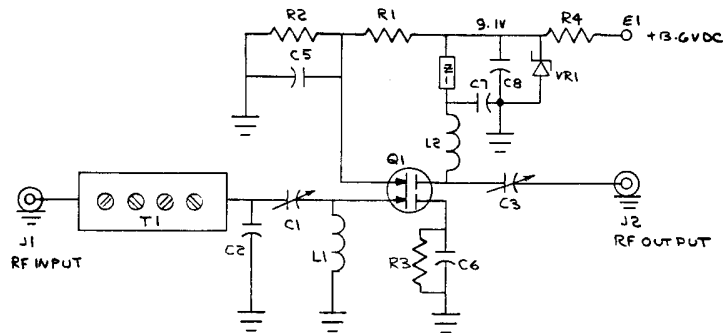 R2
R1
9.1V
R4
E1
+13.6VDC
C5
Z1
C7
C8
VR1
L2
Q1
T1
J1
RF INPUT
C2
C1
L1
R3
C6
C3
J2
RF OUTPUT